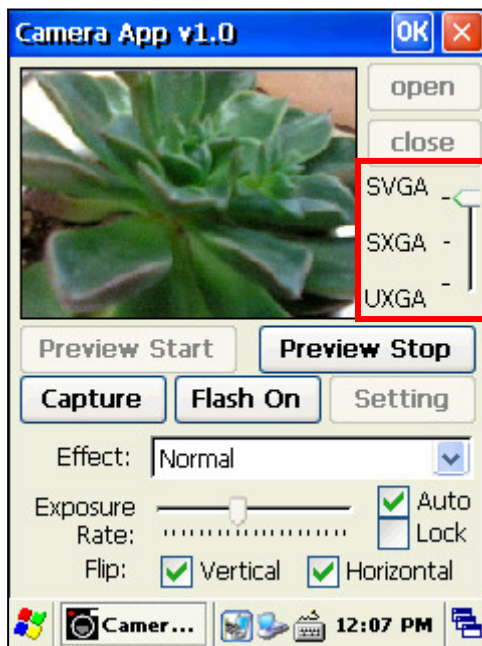 Camera App v1.0 OK
open
close
SVGA
SXGA
UXGA
Preview Start Preview Stop
Capture Flash On Setting
Effect: Normal
Exposure Rate: Auto
Lock
Flip: Vertical Horizontal
Camer... 12:07 PM